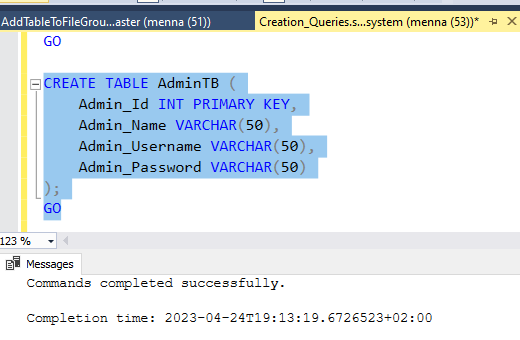 AddTableToFileGrou...aster (menna (51))
Creation_Queries.s...system (menna (53))*
GO
CREATE TABLE AdminTB (
Admin_Id INT PRIMARY KEY,
Admin_Name VARCHAR(50),
Admin_Username VARCHAR(50),
Admin_Password VARCHAR(50)
);
GO
123 %
Messages
Commands completed successfully.
Completion time: 2023-04-24T19:13:19.6726523+02:00